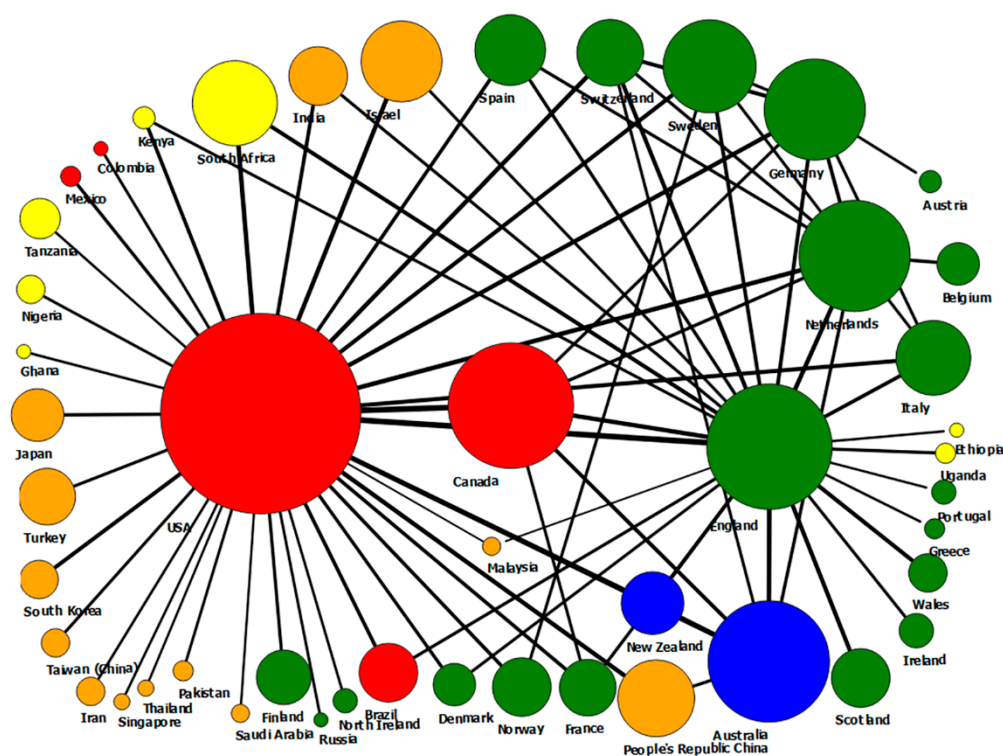 Spain
Switzerland
Sweden
Germany
Israel
India
South Africa
Kenya
Colombia
Mexico
Austria
Tanzania
Nigeria
Belgium
Netherlands
Ghana
Italy
Japan
Ethiopia
Uganda
Canada
Portugal
USA
England
Turkey
Greece
Malaysia
Wales
South Korea
New Zealand
Ireland
Taiwan (China)
Pakistan
Thailand
Iran
Singapore
Saudi Arabia
Finland
Russia
North Ireland
Brazil
Denmark
Norway
France
People's Republic China
Australia
Scotland